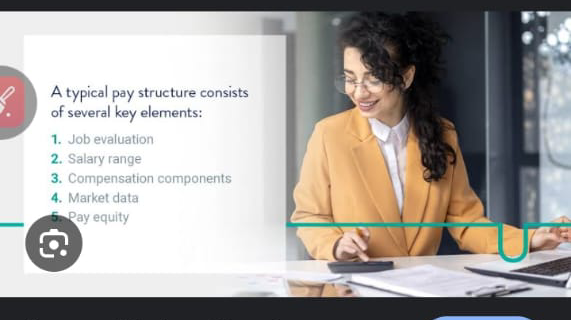 A typical pay structure consists
of several key elements:
1. Job evaluation
2. Salary range
3. Compensation components
4. Market data
5. Pay equity